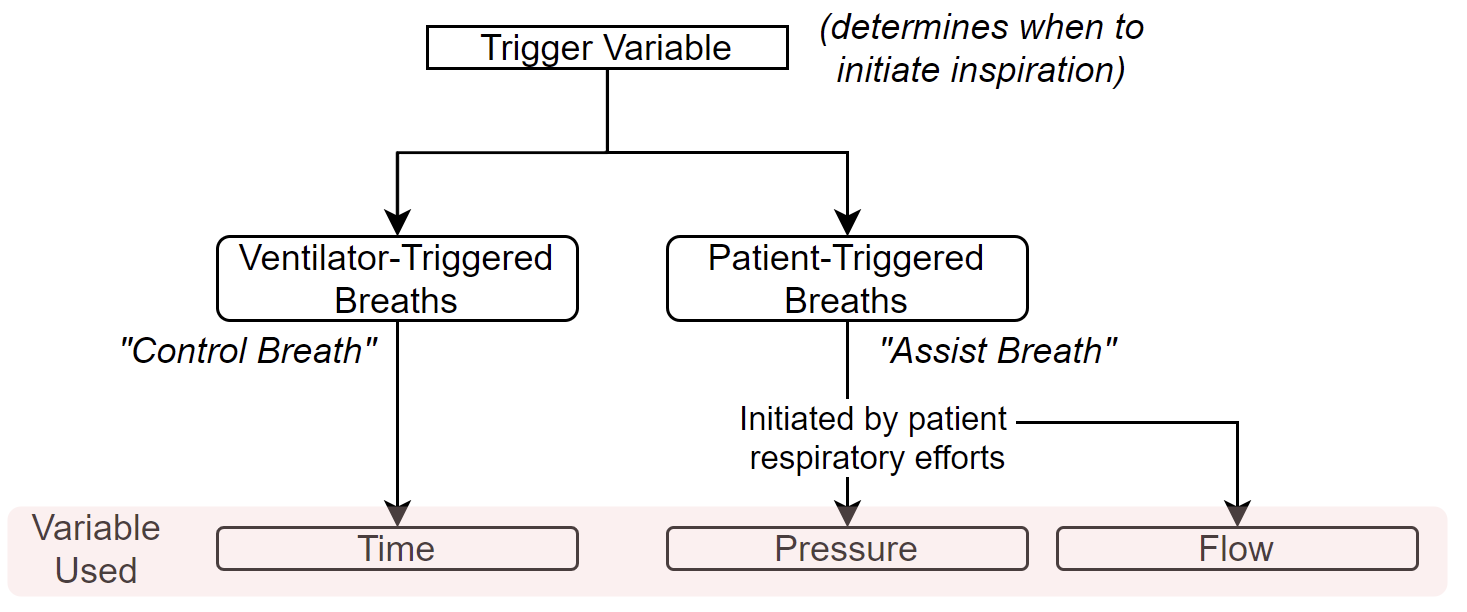 Trigger Variable
(determines when to
initiate inspiration)
Ventilator-Triggered
Breaths
Patient-Triggered
Breaths
"Control Breath"
"Assist Breath"
Initiated by patient
respiratory efforts
Variable
Used
Time
Pressure
Flow